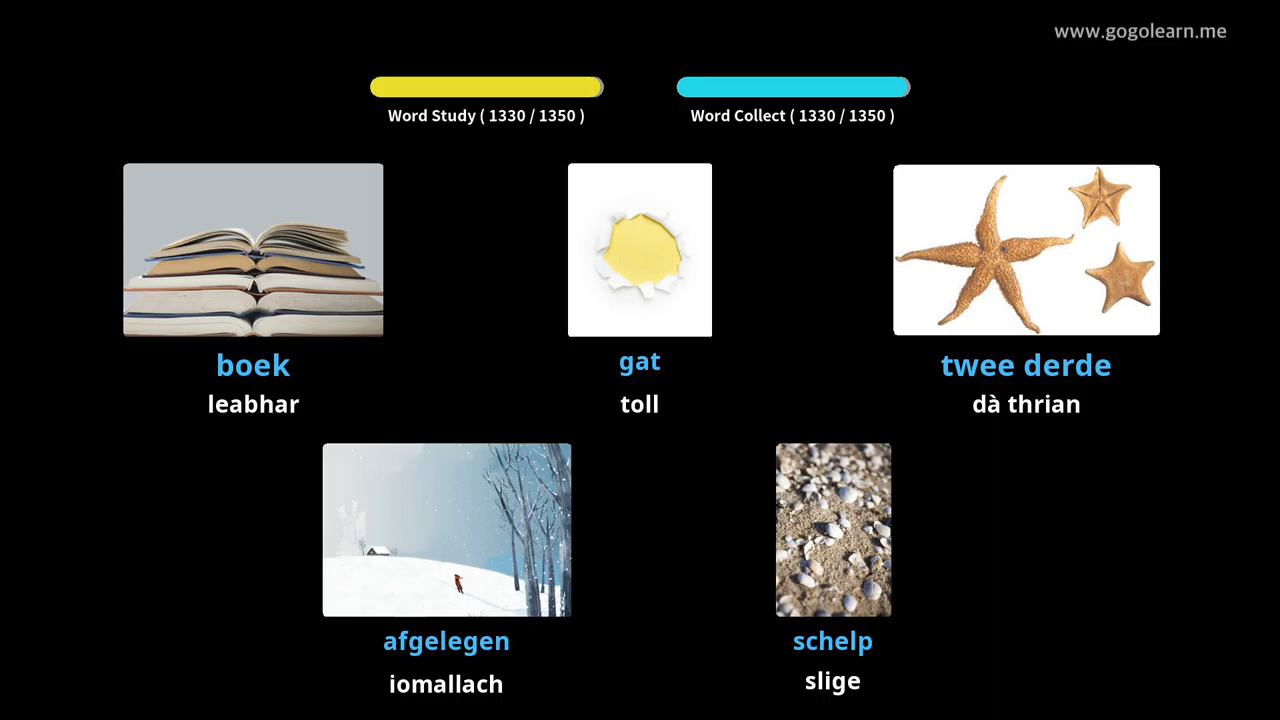 www.gogolearn.me
Word Study ( 1330 / 1350 )
Word Collect ( 1330 / 1350 )
boek
leabhar
gat
toll
twee derde
dà thrian
afgelegen
iomallach
schelp
slige